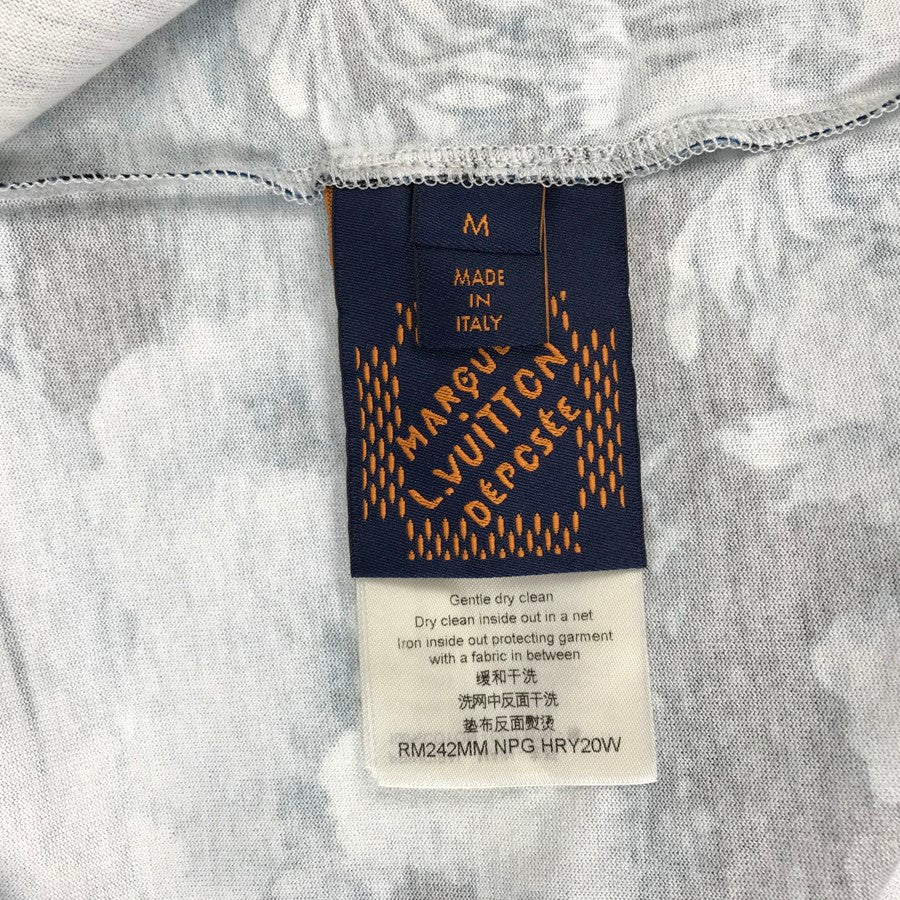 M
MADE
IN
ITALY
MARQUE
L.VUITTON
DÉPOSÉE
Gentle dry clean
Dry clean inside out in a net
Iron inside out protecting garment
with a fabric in between
缓和干洗
洗网中反面干洗
垫布反面熨烫
RM242MM NPG HRY20W